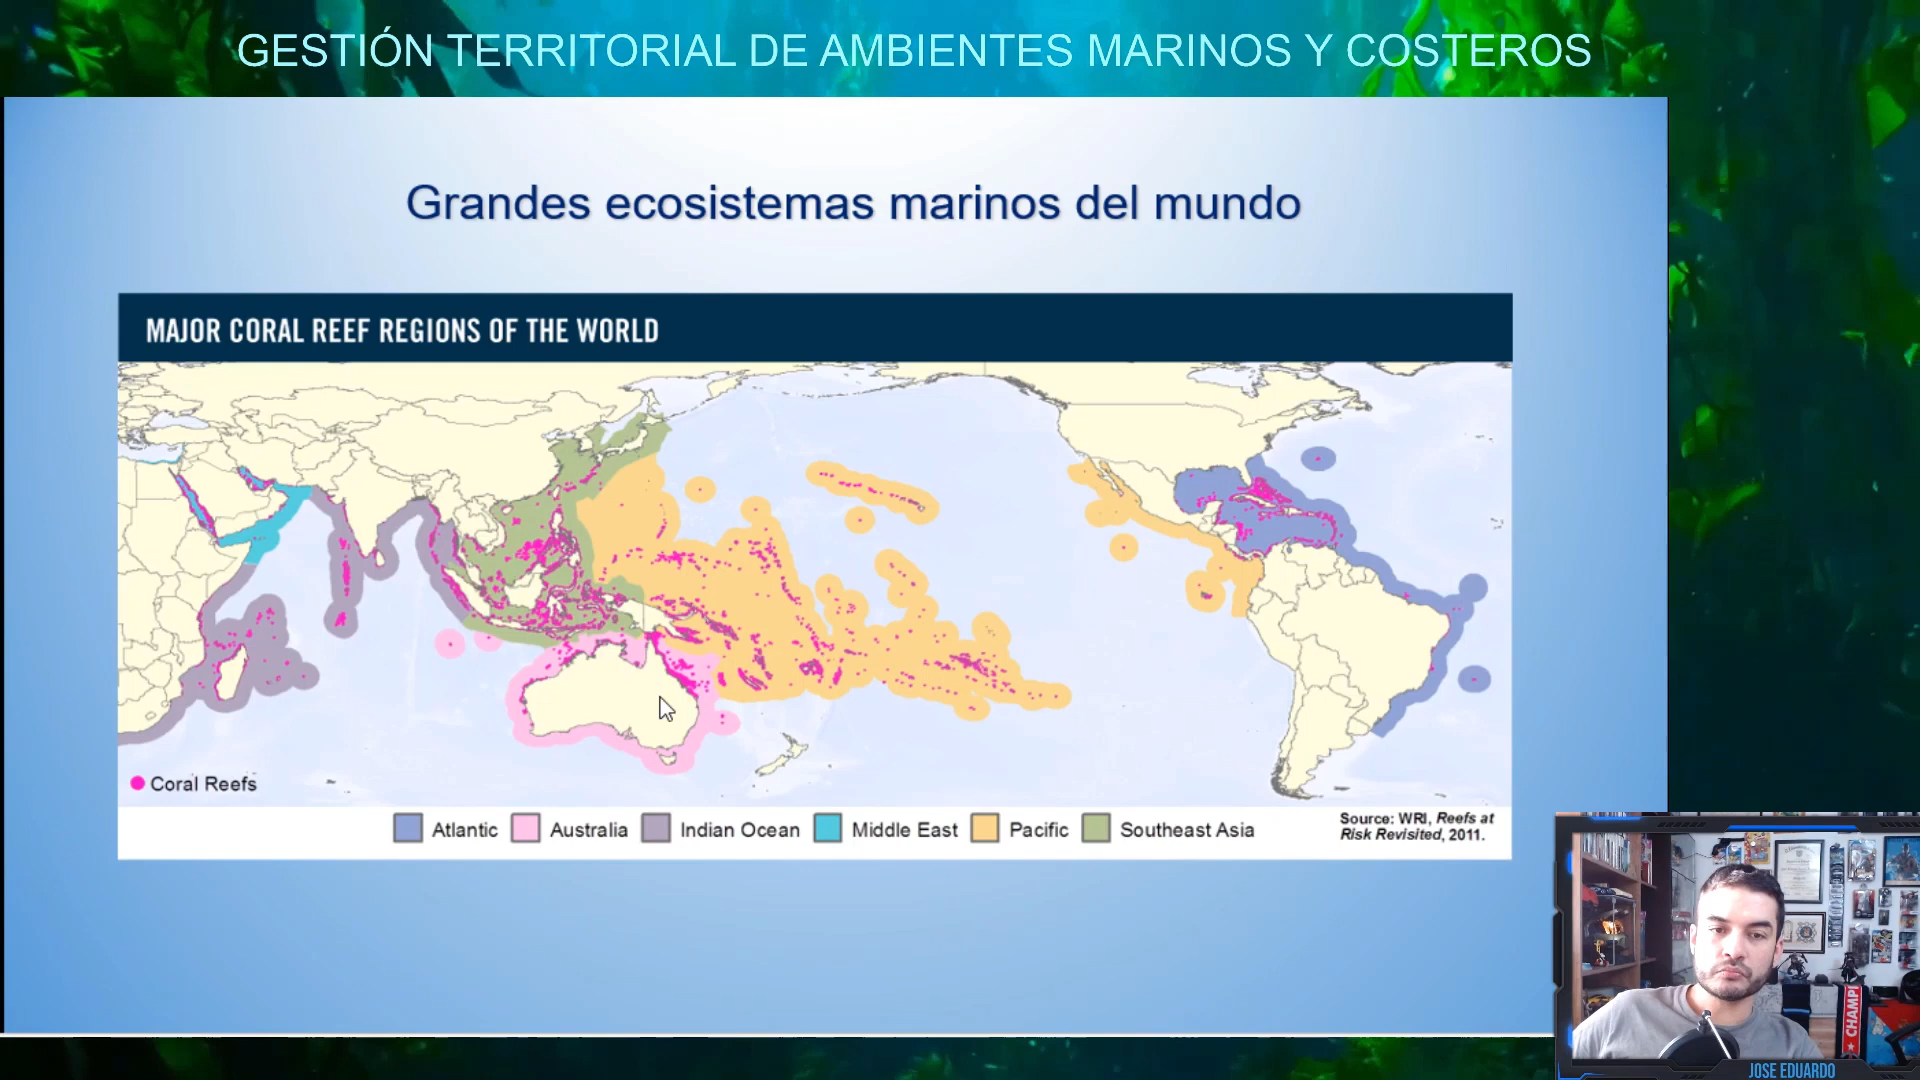 GESTIÓN TERRITORIAL DE AMBIENTES MARINOS Y COSTEROS
Grandes ecosistemas marinos del mundo
MAJOR CORAL REEF REGIONS OF THE WORLD
Coral Reefs
Atlantic
Australia
Indian Ocean
Middle East
Pacific
Southeast Asia
Source: WRI, Reefs at
Risk Revisited, 2011.
CHAMPI
JOSE EDUARDO